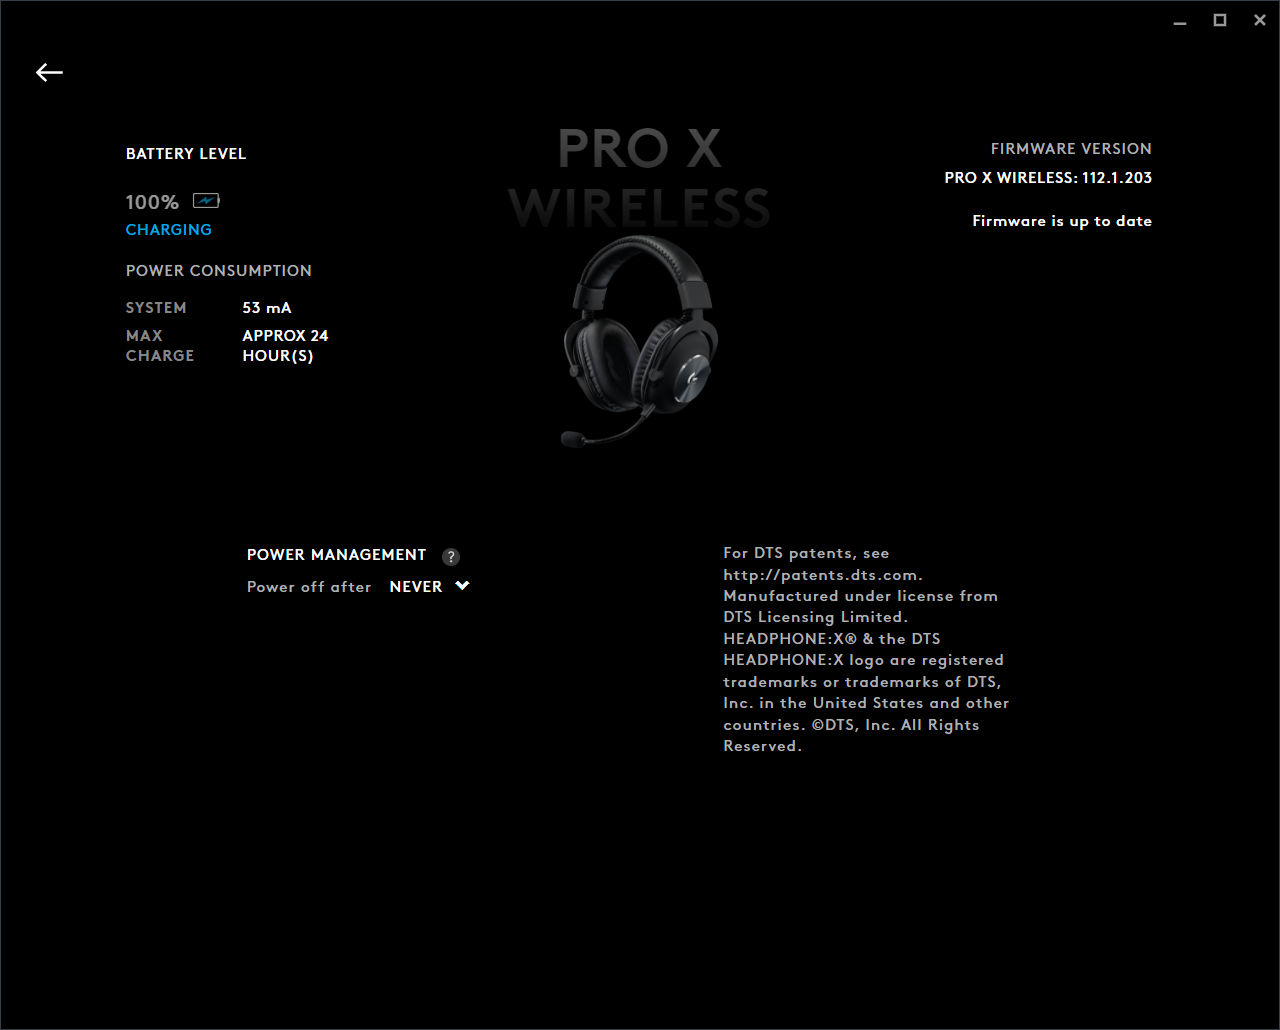 BATTERY LEVEL
100%
CHARGING
POWER CONSUMPTION
SYSTEM 53 mA
MAX CHARGE APPROX 24 HOUR(S)
PRO X
WIRELESS
FIRMWARE VERSION
PRO X WIRELESS: 112.1.203
Firmware is up to date
POWER MANAGEMENT ?
Power off after NEVER
For DTS patents, see
http://patents.dts.com.
Manufactured under license from
DTS Licensing Limited.
HEADPHONE:X® & the DTS
HEADPHONE:X logo are registered
trademarks or trademarks of DTS,
Inc. in the United States and other
countries. ©DTS, Inc. All Rights
Reserved.